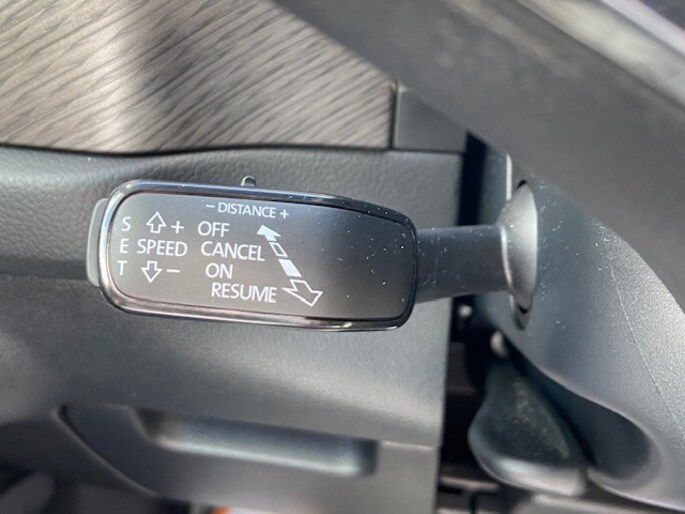 − DISTANCE +
S + OFF
E SPEED CANCEL
T − ON
RESUME